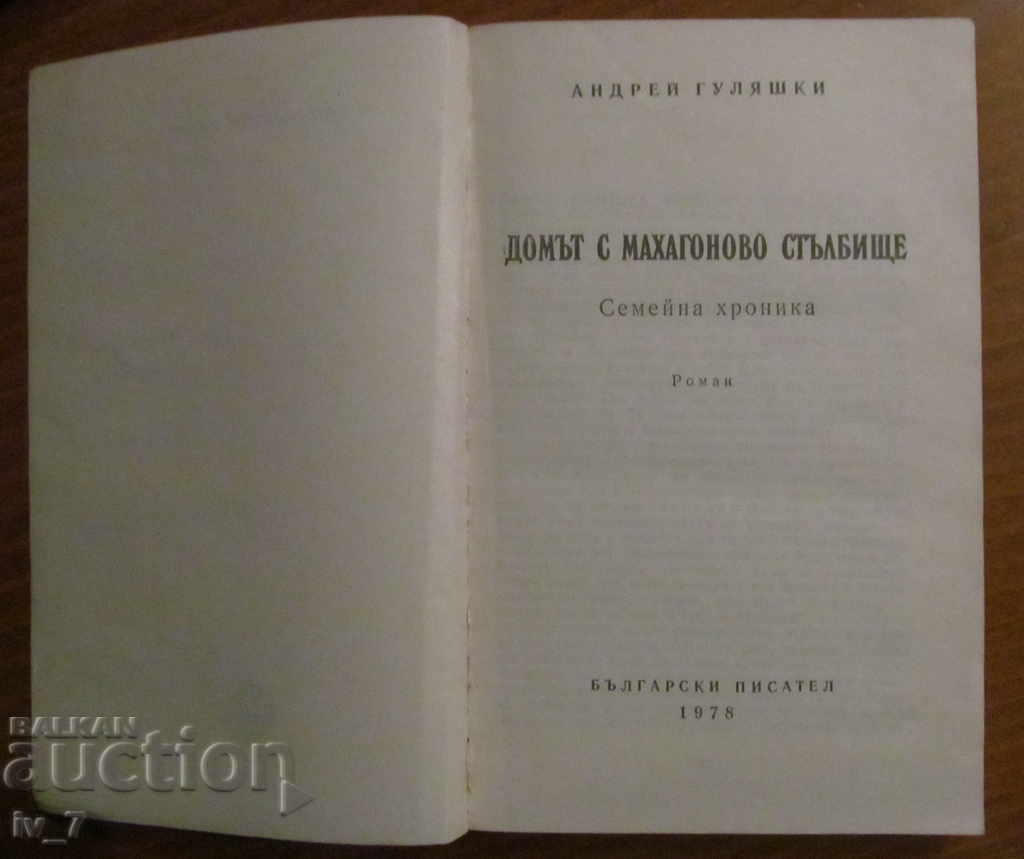 АНДРЕЙ ГУЛЯШКИ
ДОМЪТ С МАХАГОНОВО СТЪЛБИЩЕ
Семейна хроника
Роман
БЪЛГАРСКИ ПИСАТЕЛ
1978
BALKAN
auction
iv_7